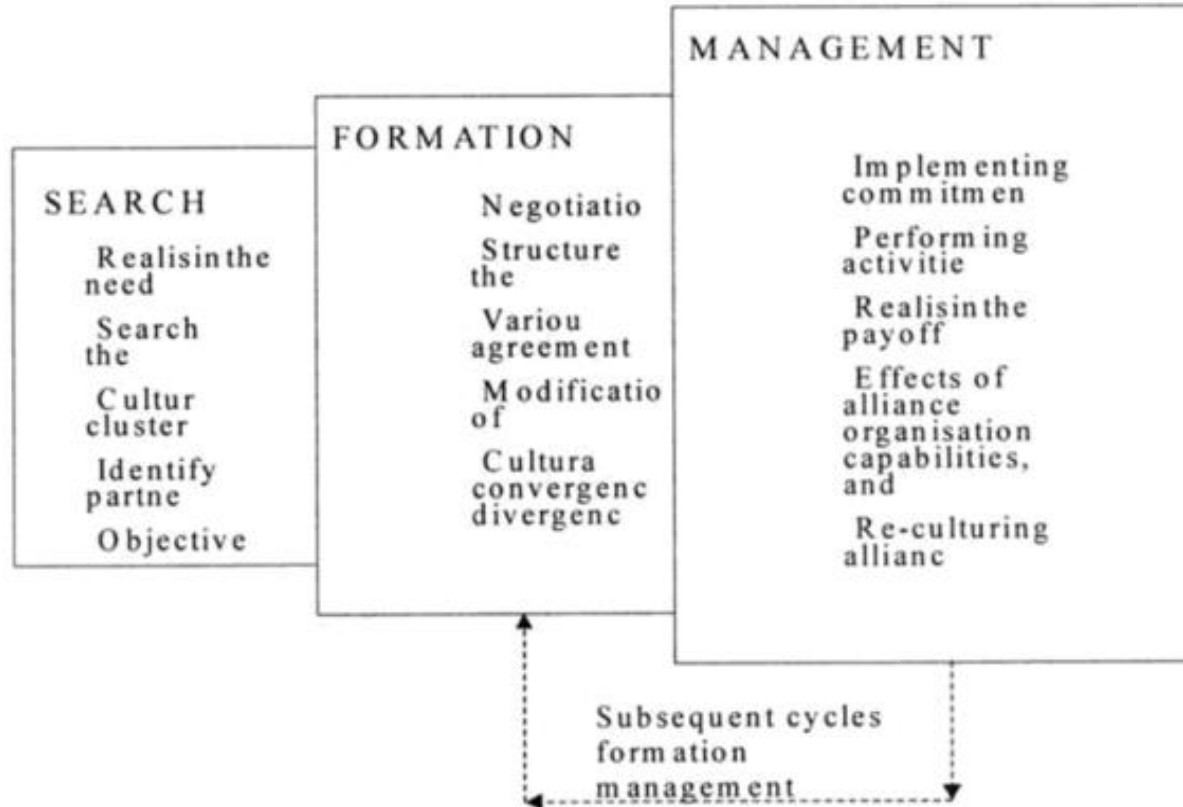 SEARCH
Realisinthe
need
Search
the
Cultur
cluster
Identify
partne
Objective
FORMATION
Negotiatio
Structure
the
Variou
agreement
Modificatio
of
Cultura
convergenc
divergenc
MANAGEMENT
Implementing
commitmen
Performing
activitie
Realisinthe
payoff
Effects of
alliance
organisation
capabilities,
and
Re-culturing
allianc
Subsequent cycles
formation
management